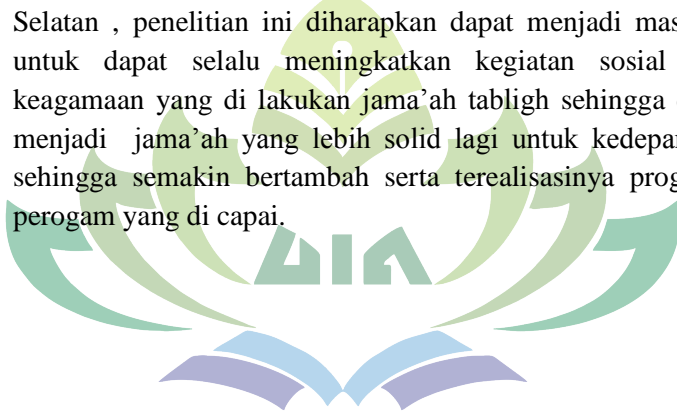 Selatan , penelitian ini diharapkan dapat menjadi mas
untuk dapat selalu meningkatkan kegiatan sosial
keagamaan yang di lakukan jama’ah tabligh sehingga
menjadi jama’ah yang lebih solid lagi untuk kedepan
sehingga semakin bertambah serta terealisasinya prog
perogam yang di capai.
UIN